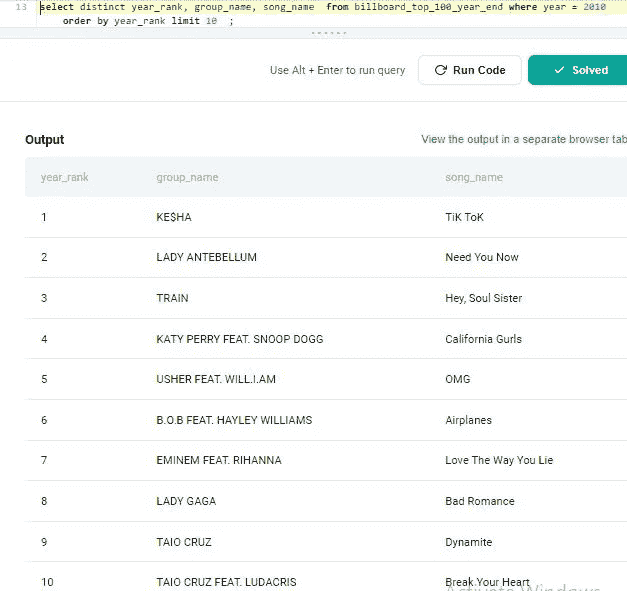 13 select distinct year_rank, group_name, song_name from billboard_top_100_year_end where year = 2010
order by year_rank limit 10 ;
Use Alt + Enter to run query Run Code Solved
Output View the output in a separate browser tab
year_rank group_name song_name
1 KE$HA TiK ToK
2 LADY ANTEBELLUM Need You Now
3 TRAIN Hey, Soul Sister
4 KATY PERRY FEAT. SNOOP DOGG California Gurls
5 USHER FEAT. WILL.I.AM OMG
6 B.O.B FEAT. HAYLEY WILLIAMS Airplanes
7 EMINEM FEAT. RIHANNA Love The Way You Lie
8 LADY GAGA Bad Romance
9 TAIO CRUZ Dynamite
10 TAIO CRUZ FEAT. LUDACRIS Break Your Heart
Activate Windows